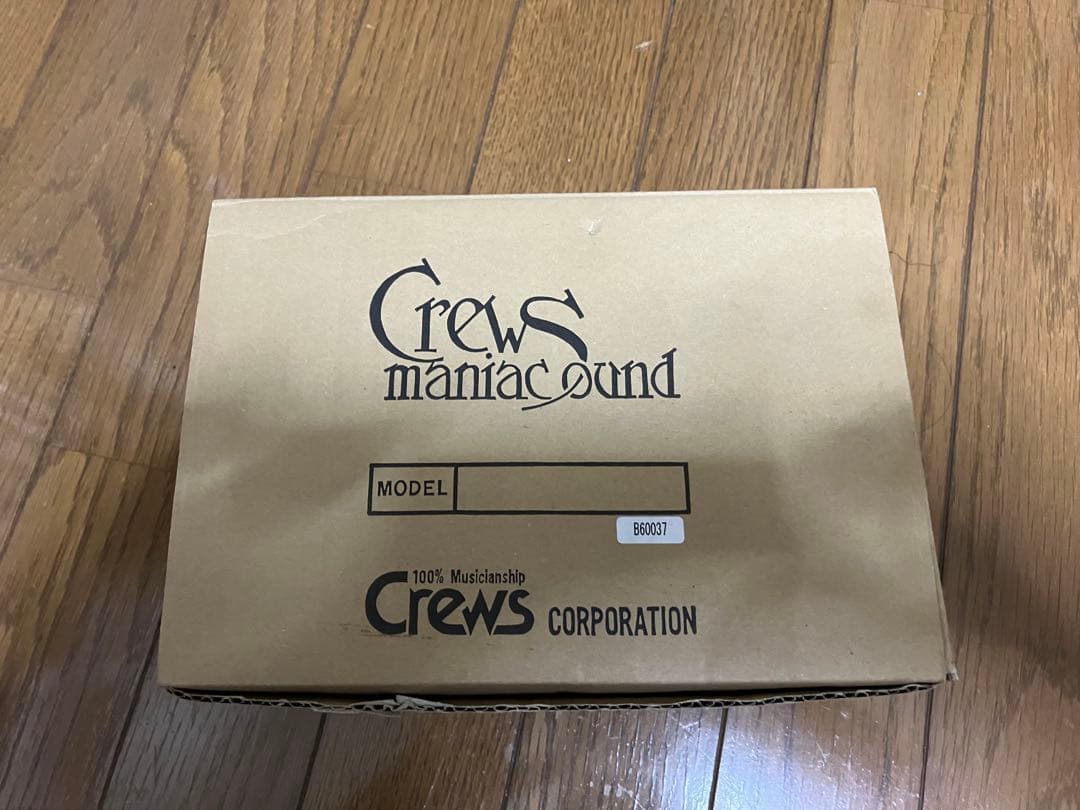 Crews
maniac Sound
MODEL
B60037
100% Musicianship
Crews CORPORATION